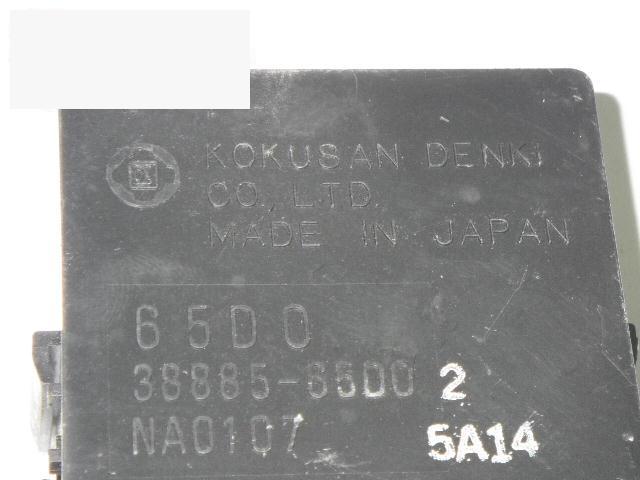 KOKUSAN DENKI
CO., LTD.
MADE IN JAPAN
65D0
38885-65D0 2
NA0107 5A14